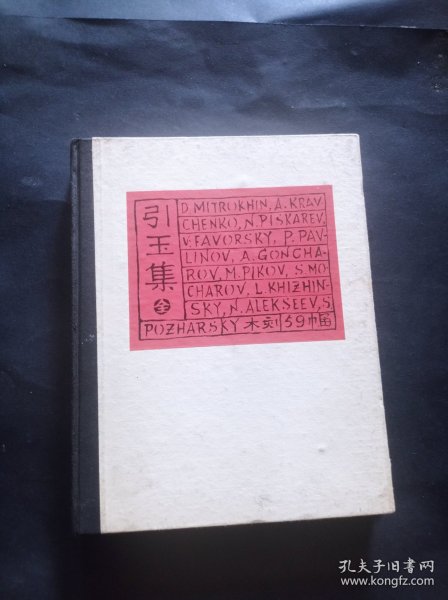 引玉集
全
D. MITROKHIN, A. KRAV
CHENKO, N. PISKAREV,
V. FAVORSKY, P. PAV-
LINOV, A. GONCHA-
ROV, M. PIKOV, S. MO
CHAROV, L. KHIZHIN-
SKY, N. ALEKSEEV, S.
POZHARSKY 木刻59幅
孔夫子旧书网
www.kongfz.com